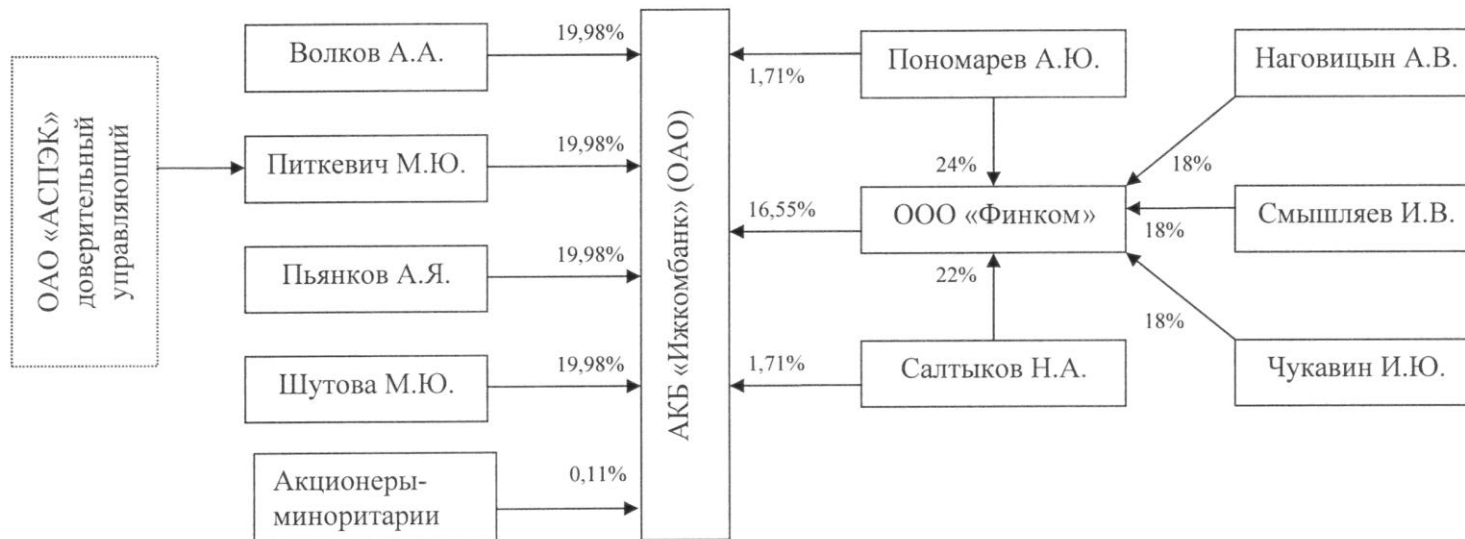 ОАО «АСПЭК»
доверительный
управляющий
Волков А.А.
19,98%
Питкевич М.Ю.
19,98%
Пьянков А.Я.
19,98%
Шутова М.Ю.
19,98%
Акционеры-
миноритарии
0,11%
АКБ «Ижкомбанк» (ОАО)
1,71%
Пономарев А.Ю.
24%
16,55%
ООО «Финком»
22%
1,71%
Салтыков Н.А.
Наговицын А.В.
18%
Смышляев И.В.
18%
Чукавин И.Ю.
18%